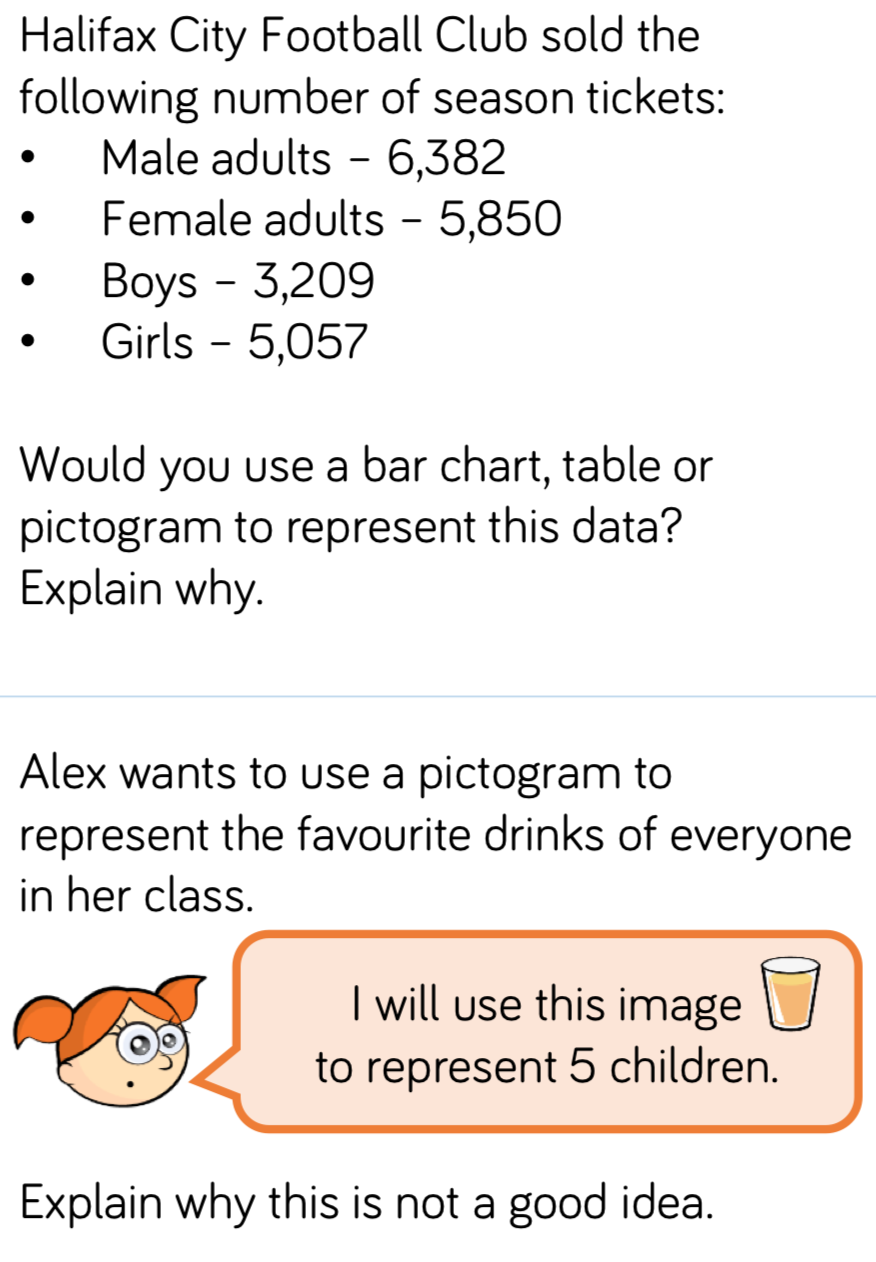 Halifax City Football Club sold the
following number of season tickets:
• Male adults – 6,382
• Female adults – 5,850
• Boys – 3,209
• Girls – 5,057
Would you use a bar chart, table or
pictogram to represent this data?
Explain why.
Alex wants to use a pictogram to
represent the favourite drinks of everyone
in her class.
I will use this image
to represent 5 children.
Explain why this is not a good idea.